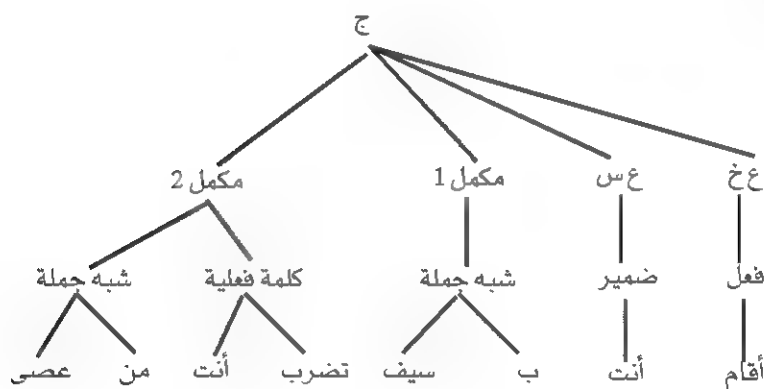 ج
ع خ ع س مكمل 1 مكمل 2
فعل ضمير شبه جملة كلمة فعلية شبه جملة
أقام أنت ب سيف تضرب أنت من عصى